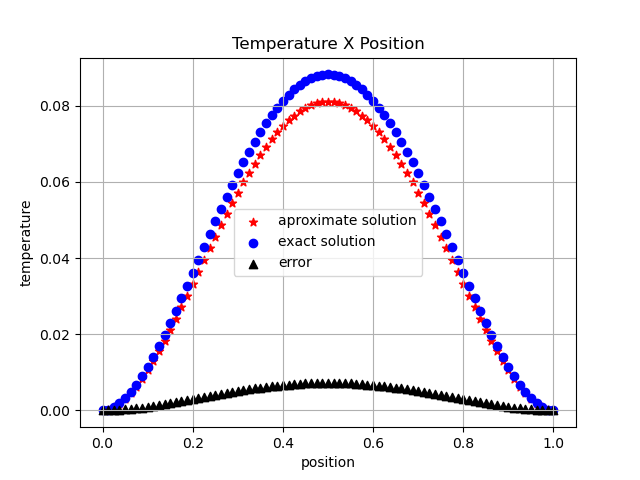 Temperature X Position
temperature
0.08
0.06
0.04
0.02
0.00
aproximate solution
exact solution
error
0.0 0.2 0.4 0.6 0.8 1.0
position